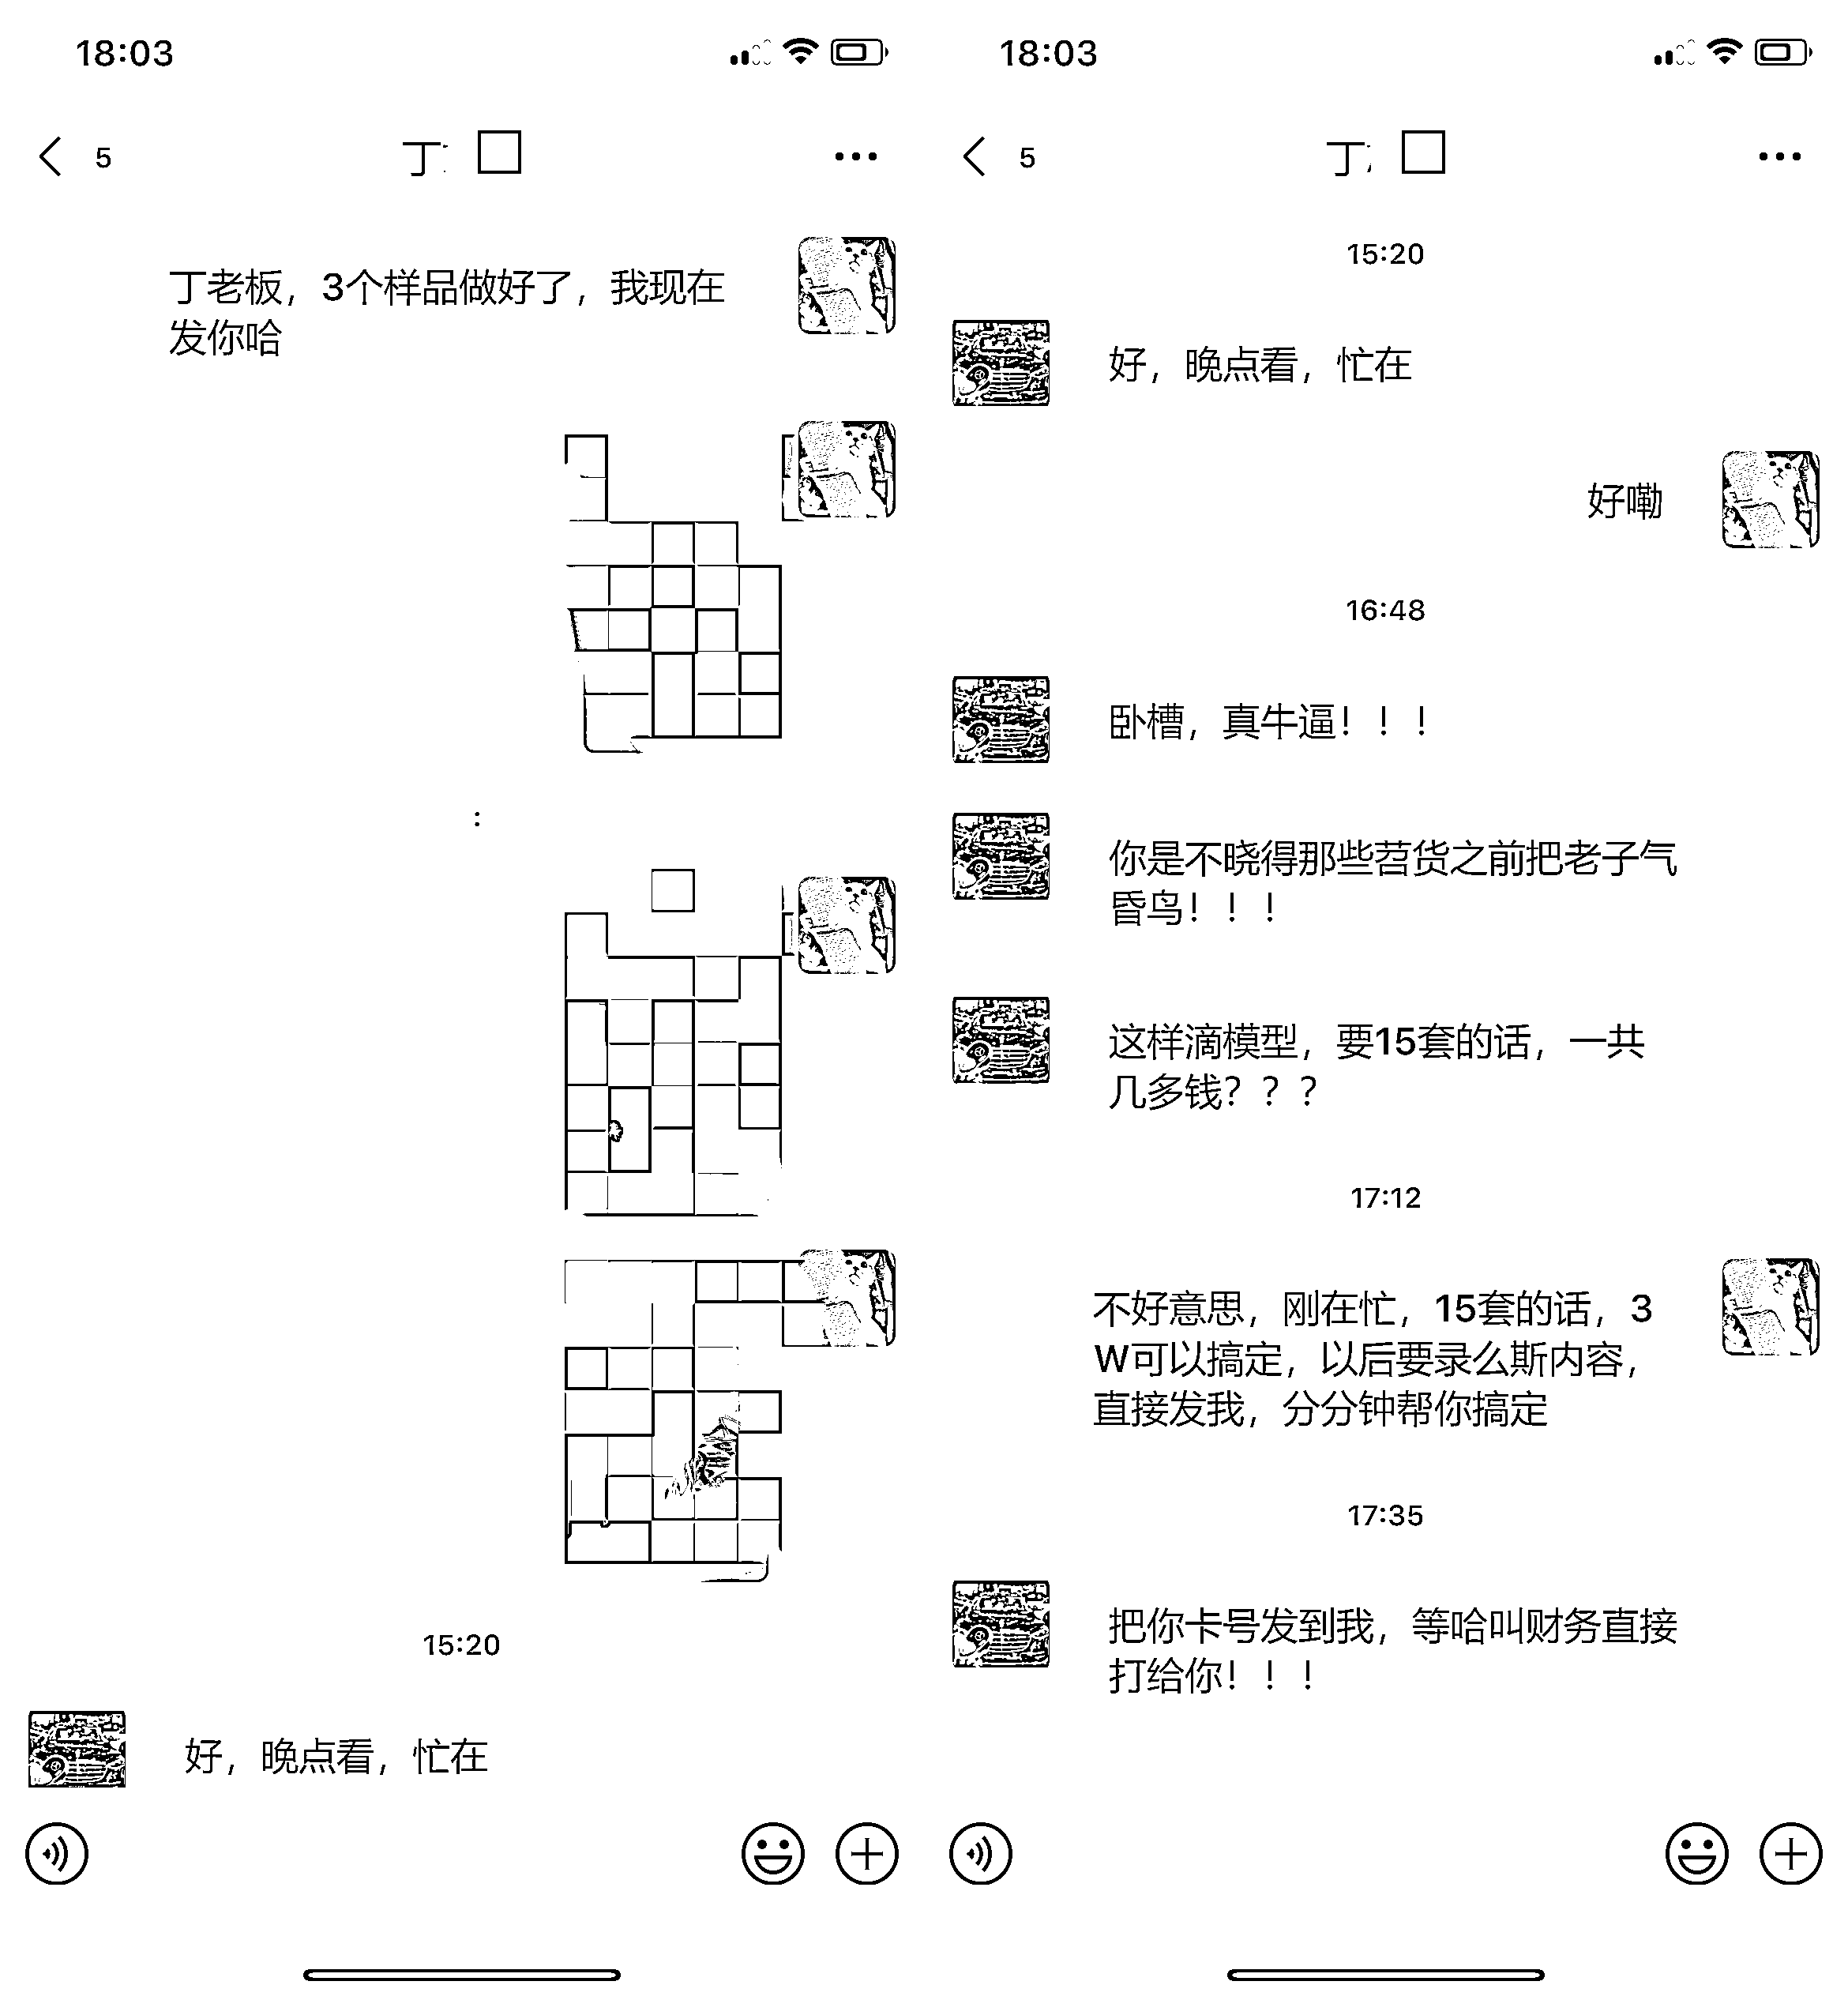 18:03
5
丁
丁老板，3个样品做好了，我现在
发你哈
15:20
好，晚点看，忙在
18:03
5
丁
15:20
好，晚点看，忙在
好嘞
16:48
卧槽，真牛逼！！！
你是不晓得那些苕货之前把老子气
昏鸟！！！
这样滴模型，要15套的话，一共
几多钱？？？
17:12
不好意思，刚在忙，15套的话，3
W可以搞定，以后要录么斯内容，
直接发我，分分钟帮你搞定
17:35
把你卡号发到我，等哈叫财务直接
打给你！！！